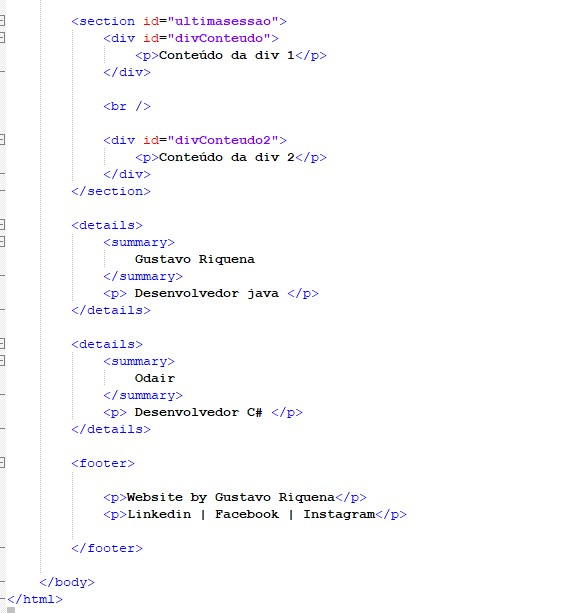 <section id="ultimasessao">
<div id="divConteudo">
<p>Conteúdo da div 1</p>
</div>
<br />
<div id="divConteudo2">
<p>Conteúdo da div 2</p>
</div>
</section>
<details>
<summary>
Gustavo Riquena
</summary>
<p> Desenvolvedor java </p>
</details>
<details>
<summary>
Odair
</summary>
<p> Desenvolvedor C# </p>
</details>
<footer>
<p>Website by Gustavo Riquena</p>
<p>Linkedin | Facebook | Instagram</p>
</footer>
</body>
</html>